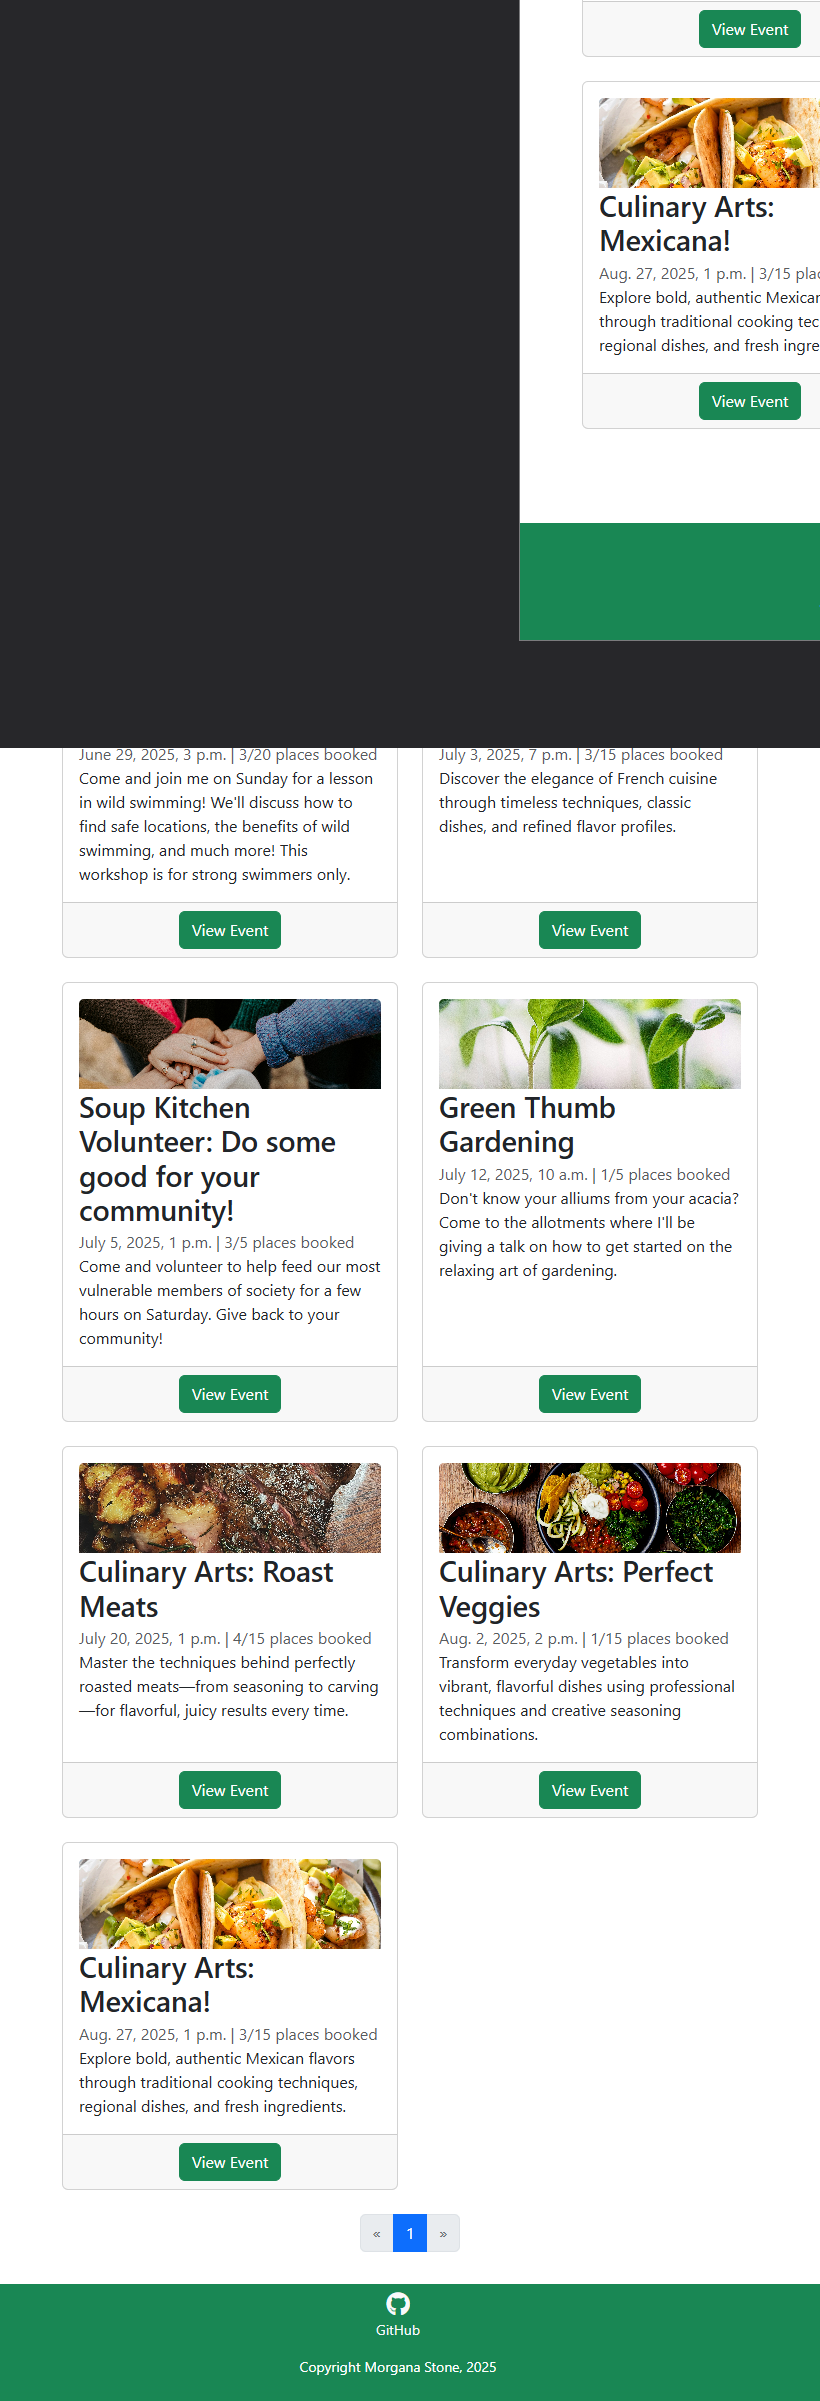 View Event
Culinary Arts:
Mexicana!
Aug. 27, 2025, 1 p.m. | 3/15
Explore bold, authentic
through traditional cooking
regional dishes, and fresh
View Event
June 29, 2025, 3 p.m. | 3/20 places booked
Come and join me on Sunday for a lesson
in wild swimming! We'll discuss how to
find safe locations, the benefits of wild
swimming, and much more! This
workshop is for strong swimmers only.
View Event
July 3, 2025, 7 p.m. | 3/15 places booked
Discover the elegance of French cuisine
through timeless techniques, classic
dishes, and refined flavor profiles.
View Event
Soup Kitchen
Volunteer: Do some
good for your
community!
July 5, 2025, 1 p.m. | 3/5 places booked
Come and volunteer to help feed our most
vulnerable members of society for a few
hours on Saturday. Give back to your
community!
View Event
Green Thumb
Gardening
July 12, 2025, 10 a.m. | 1/5 places booked
Don't know your alliums from your acacia?
Come to the allotments where I'll be
giving a talk on how to get started on the
relaxing art of gardening.
View Event
Culinary Arts: Roast
Meats
July 20, 2025, 1 p.m. | 4/15 places booked
Master the techniques behind perfectly
roasted meats—from seasoning to carving
—for flavorful, juicy results every time.
View Event
Culinary Arts: Perfect
Veggies
Aug. 2, 2025, 2 p.m. | 1/15 places booked
Transform everyday vegetables into
vibrant, flavorful dishes using professional
techniques and creative seasoning
combinations.
View Event
Culinary Arts:
Mexicana!
Aug. 27, 2025, 1 p.m. | 3/15 places booked
Explore bold, authentic Mexican flavors
through traditional cooking techniques,
regional dishes, and fresh ingredients.
View Event
« 1 »
GitHub
Copyright Morgana Stone, 2025